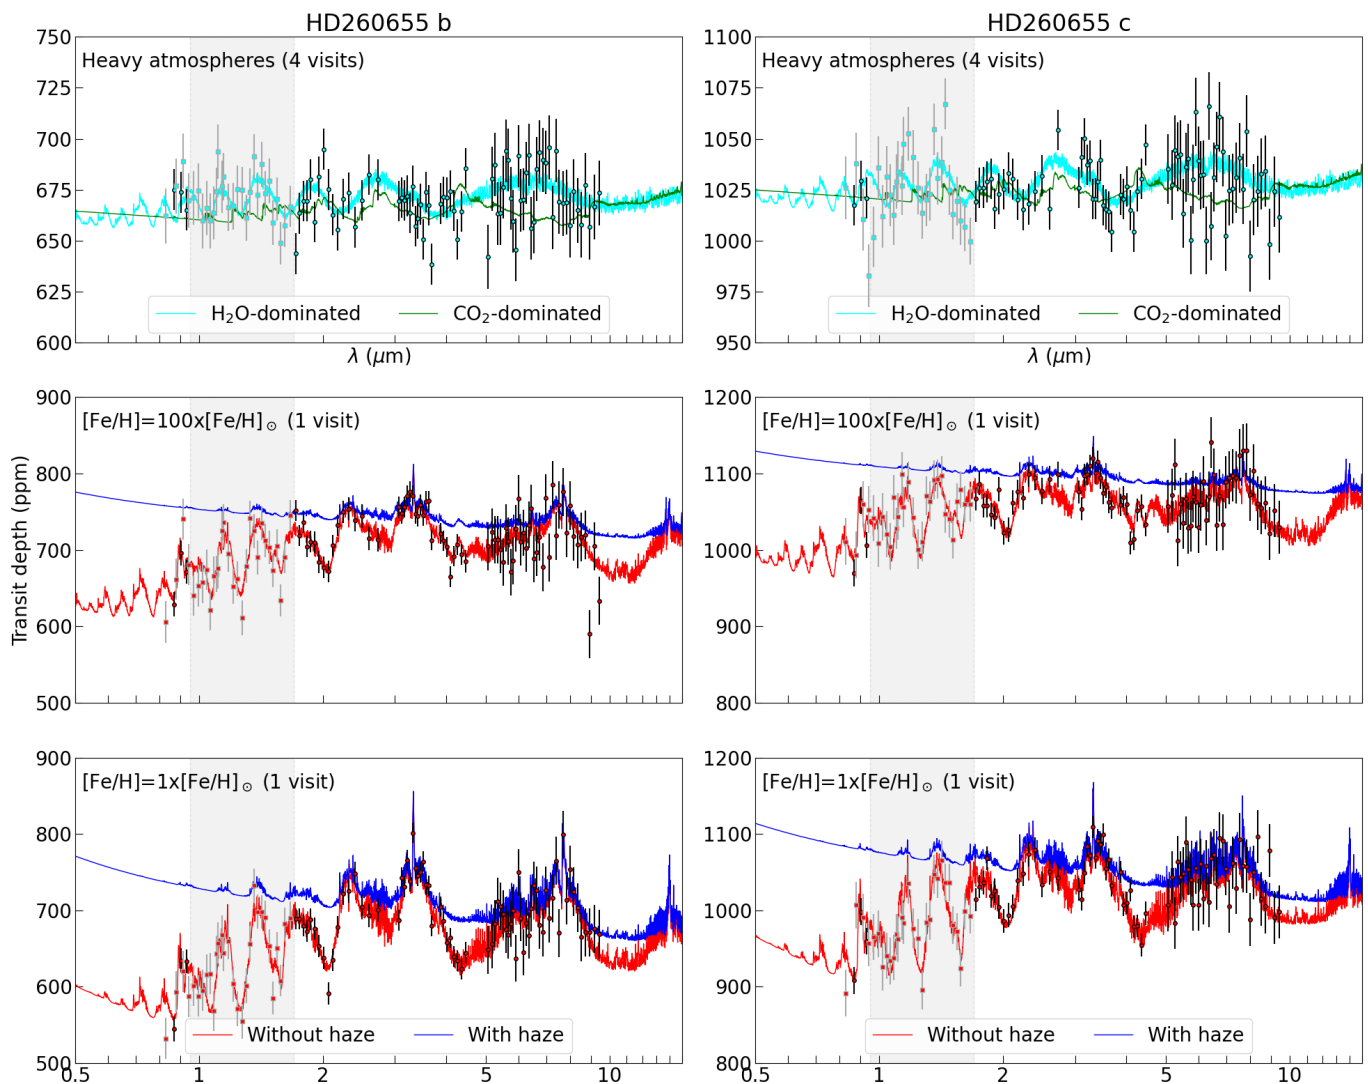 HD260655 b
HD260655 c
750
725
700
675
650
625
600
Heavy atmospheres (4 visits)
H₂O-dominated
CO₂-dominated
λ (μm)
1100
1075
1050
1025
1000
975
950
Heavy atmospheres (4 visits)
H₂O-dominated
CO₂-dominated
λ (μm)
Transit depth (ppm)
900
800
700
600
500
[Fe/H]=100x[Fe/H]⊙ (1 visit)
1200
1100
1000
900
800
[Fe/H]=100x[Fe/H]⊙ (1 visit)
900
800
700
600
500
[Fe/H]=1x[Fe/H]⊙ (1 visit)
Without haze
With haze
0.5
1
2
5
10
1200
1100
1000
900
800
[Fe/H]=1x[Fe/H]⊙ (1 visit)
Without haze
With haze
0.5
1
2
5
10